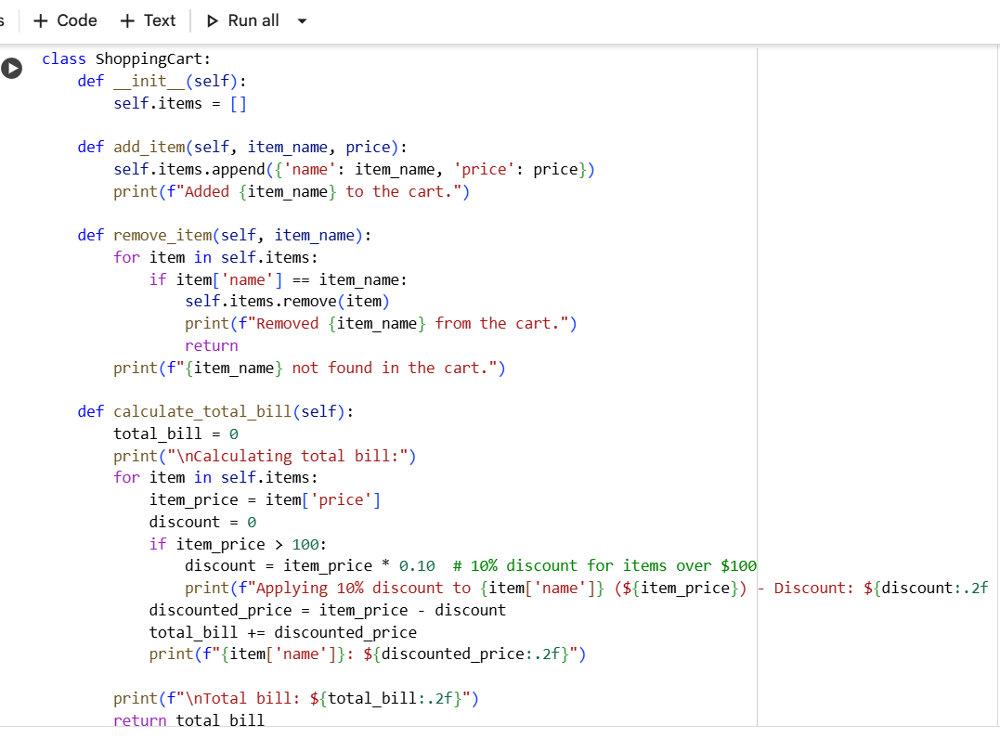 s + Code + Text Run all
class ShoppingCart:
    def __init__(self):
        self.items = []

    def add_item(self, item_name, price):
        self.items.append({'name': item_name, 'price': price})
        print(f"Added {item_name} to the cart.")

    def remove_item(self, item_name):
        for item in self.items:
            if item['name'] == item_name:
                self.items.remove(item)
                print(f"Removed {item_name} from the cart.")
                return
        print(f"{item_name} not found in the cart.")

    def calculate_total_bill(self):
        total_bill = 0
        print("\nCalculating total bill:")
        for item in self.items:
            item_price = item['price']
            discount = 0
            if item_price > 100:
                discount = item_price * 0.10  # 10% discount for items over $100
                print(f"Applying 10% discount to {item['name']} (${item_price}) - Discount: ${discount:.2f
            discounted_price = item_price - discount
            total_bill += discounted_price
            print(f"{item['name']}: ${discounted_price:.2f}")

        print(f"\nTotal bill: ${total_bill:.2f}")
        return total_bill